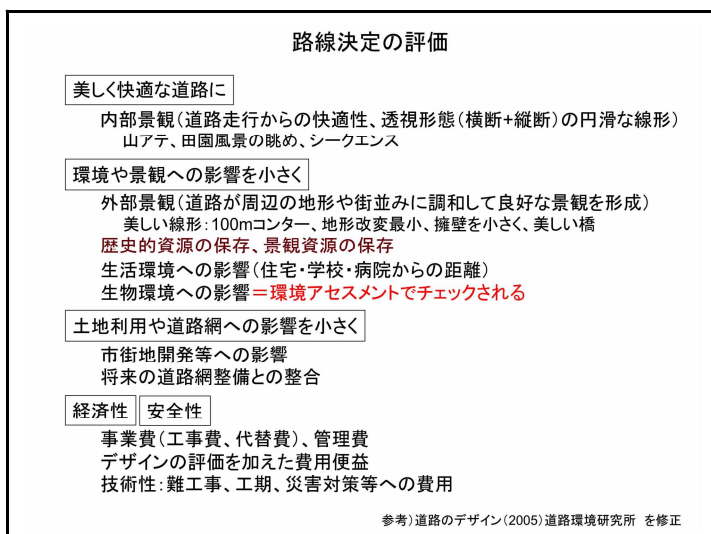 路線決定の評価
美しく快適な道路に
内部景観(道路走行からの快適性、透視形態(横断+縦断)の円滑な線形)
山アテ、田園風景の眺め、シークエンス
環境や景観への影響を小さく
外部景観(道路が周辺の地形や街並みに調和して良好な景観を形成)
美しい線形:100mコンター、地形改変最小、擁壁を小さく、美しい橋
歴史的資源の保存、景観資源の保存
生活環境への影響(住宅・学校・病院からの距離)
生物環境への影響=環境アセスメントでチェックされる
土地利用や道路網への影響を小さく
市街地開発等への影響
将来の道路網整備との整合
経済性 安全性
事業費(工事費、代替費)、管理費
デザインの評価を加えた費用便益
技術性:難工事、工期、災害対策等への費用
参考)道路のデザイン(2005)道路環境研究所 を修正